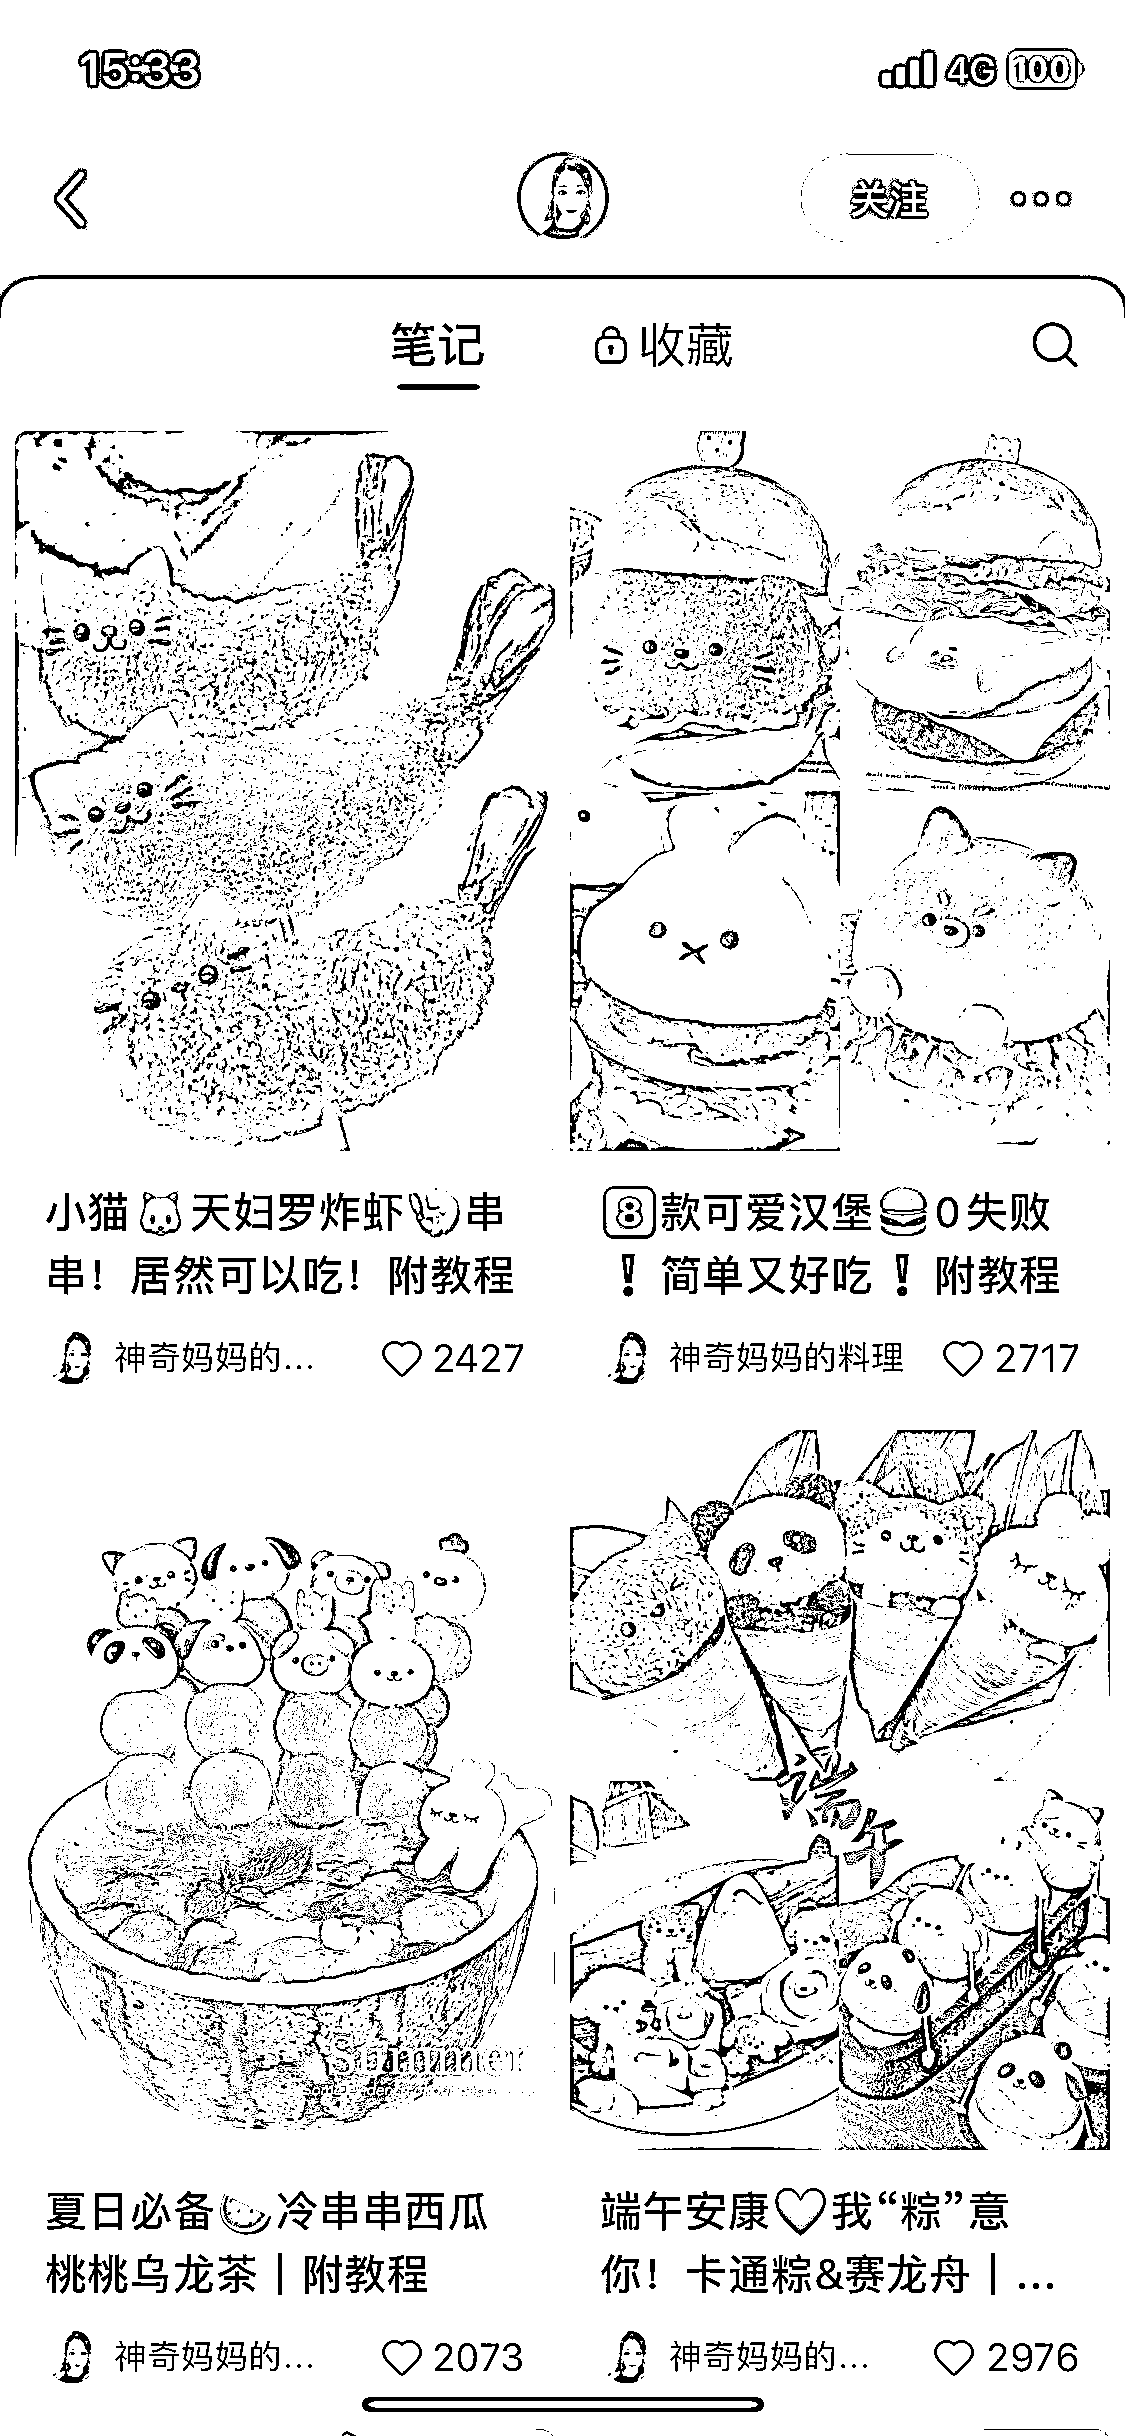 15:33
4G 100
关注
笔记 收藏
小猫🐱天妇罗炸虾🍤串
串！居然可以吃！附教程
神奇妈妈的... 2427
8️⃣款可爱汉堡🍔0失败
❗简单又好吃❗附教程
神奇妈妈的料理 2717
端午
Summer
夏日必备🍉冷串串西瓜
桃桃乌龙茶｜附教程
神奇妈妈的... 2073
端午安康♡我“粽”意
你！卡通粽&赛龙舟｜...
神奇妈妈的... 2976